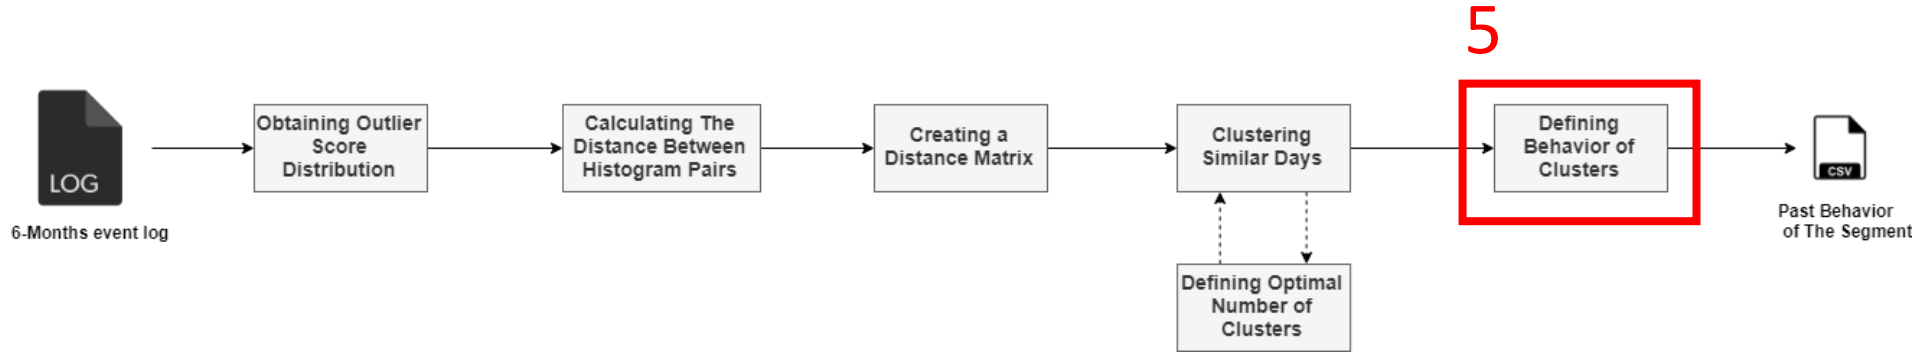 5
LOG
6-Months event log
Obtaining Outlier
Score
Distribution
Calculating The
Distance Between
Histogram Pairs
Creating a
Distance Matrix
Clustering
Similar Days
Defining Optimal
Number of
Clusters
Defining
Behavior of
Clusters
CSV
Past Behavior
of The Segment